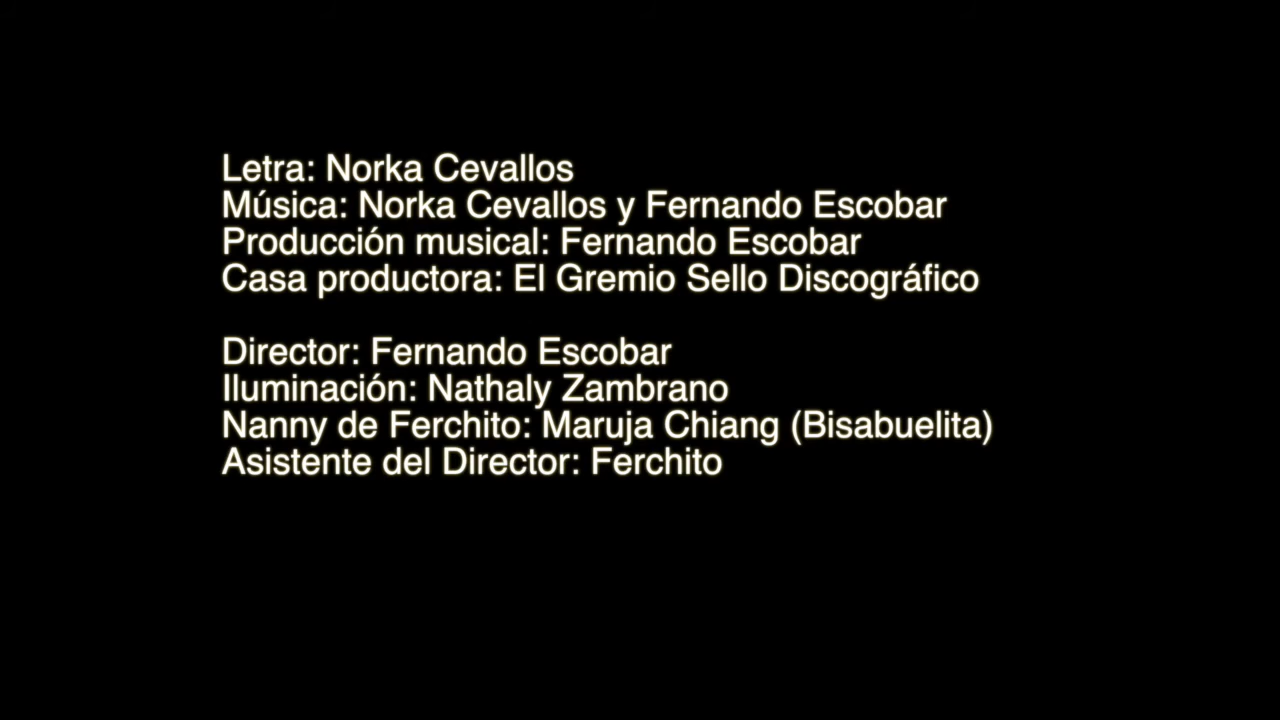 Letra: Norka Cevallos
Música: Norka Cevallos y Fernando Escobar
Producción musical: Fernando Escobar
Casa productora: El Gremio Sello Discográfico
Director: Fernando Escobar
Iluminación: Nathaly Zambrano
Nanny de Ferchito: Maruja Chiang (Bisabuelita)
Asistente del Director: Ferchito